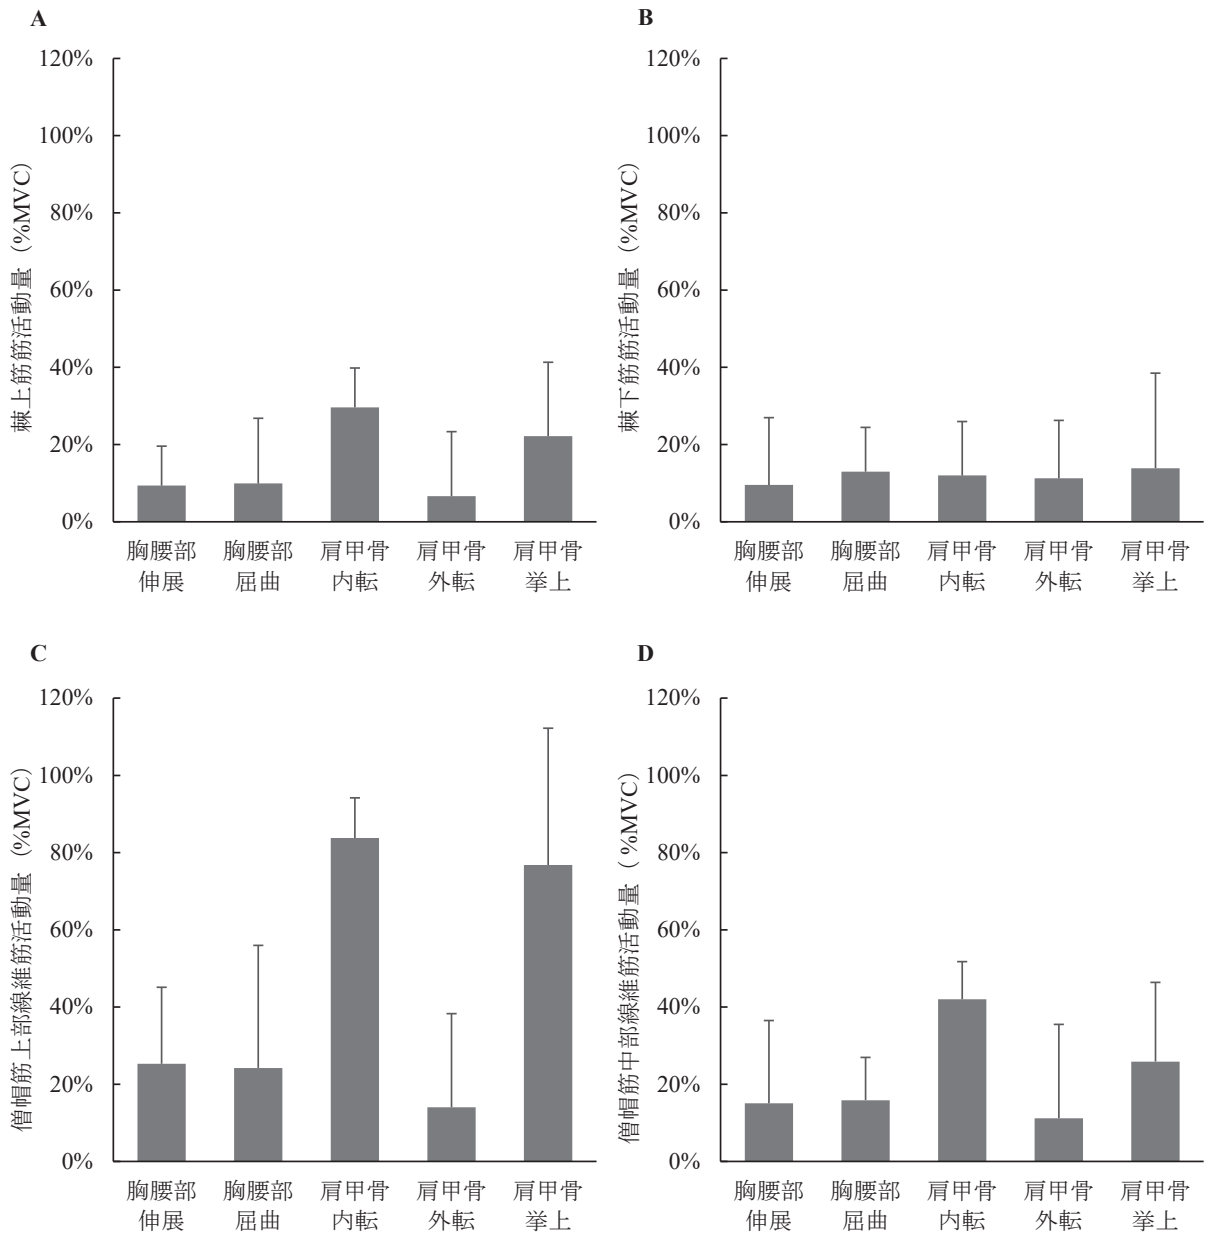 A
棘上筋筋活動量（%MVC）
120%
100%
80%
60%
40%
20%
0%
胸腰部
伸展
胸腰部
屈曲
肩甲骨
内転
肩甲骨
外転
肩甲骨
挙上
B
棘下筋筋活動量（%MVC）
120%
100%
80%
60%
40%
20%
0%
胸腰部
伸展
胸腰部
屈曲
肩甲骨
内転
肩甲骨
外転
肩甲骨
挙上
C
僧帽筋上部線維筋活動量（%MVC）
120%
100%
80%
60%
40%
20%
0%
胸腰部
伸展
胸腰部
屈曲
肩甲骨
内転
肩甲骨
外転
肩甲骨
挙上
D
僧帽筋中部線維筋活動量（ %MVC）
120%
100%
80%
60%
40%
20%
0%
胸腰部
伸展
胸腰部
屈曲
肩甲骨
内転
肩甲骨
外転
肩甲骨
挙上